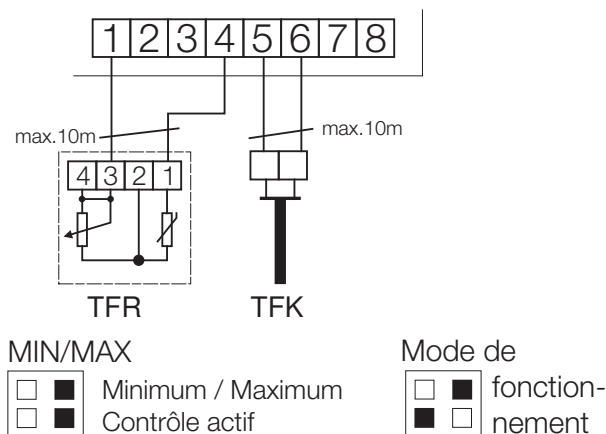 1 2 3 4 5 6 7 8
max.10m
max.10m
4 3 2 1
TFR
TFK
MIN/MAX
Minimum / Maximum
Contrôle actif
Mode de
fonction-
nement